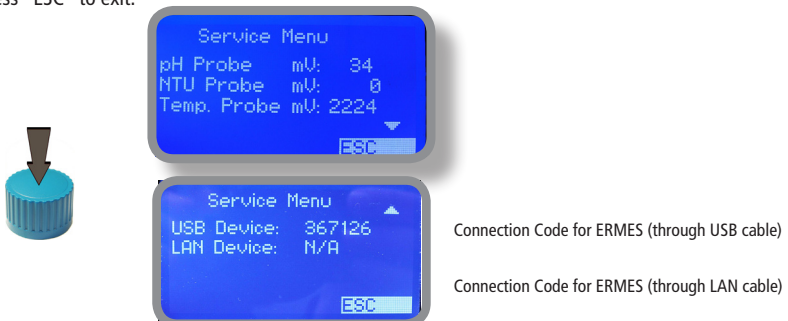 ess "ESC" to exit.
Service Menu
pH Probe mV: 34
NTU Probe mV: 0
Temp. Probe mV: 2224
ESC
Service Menu
USB Device: 367126
LAN Device: N/A
ESC
Connection Code for ERMES (through USB cable)
Connection Code for ERMES (through LAN cable)